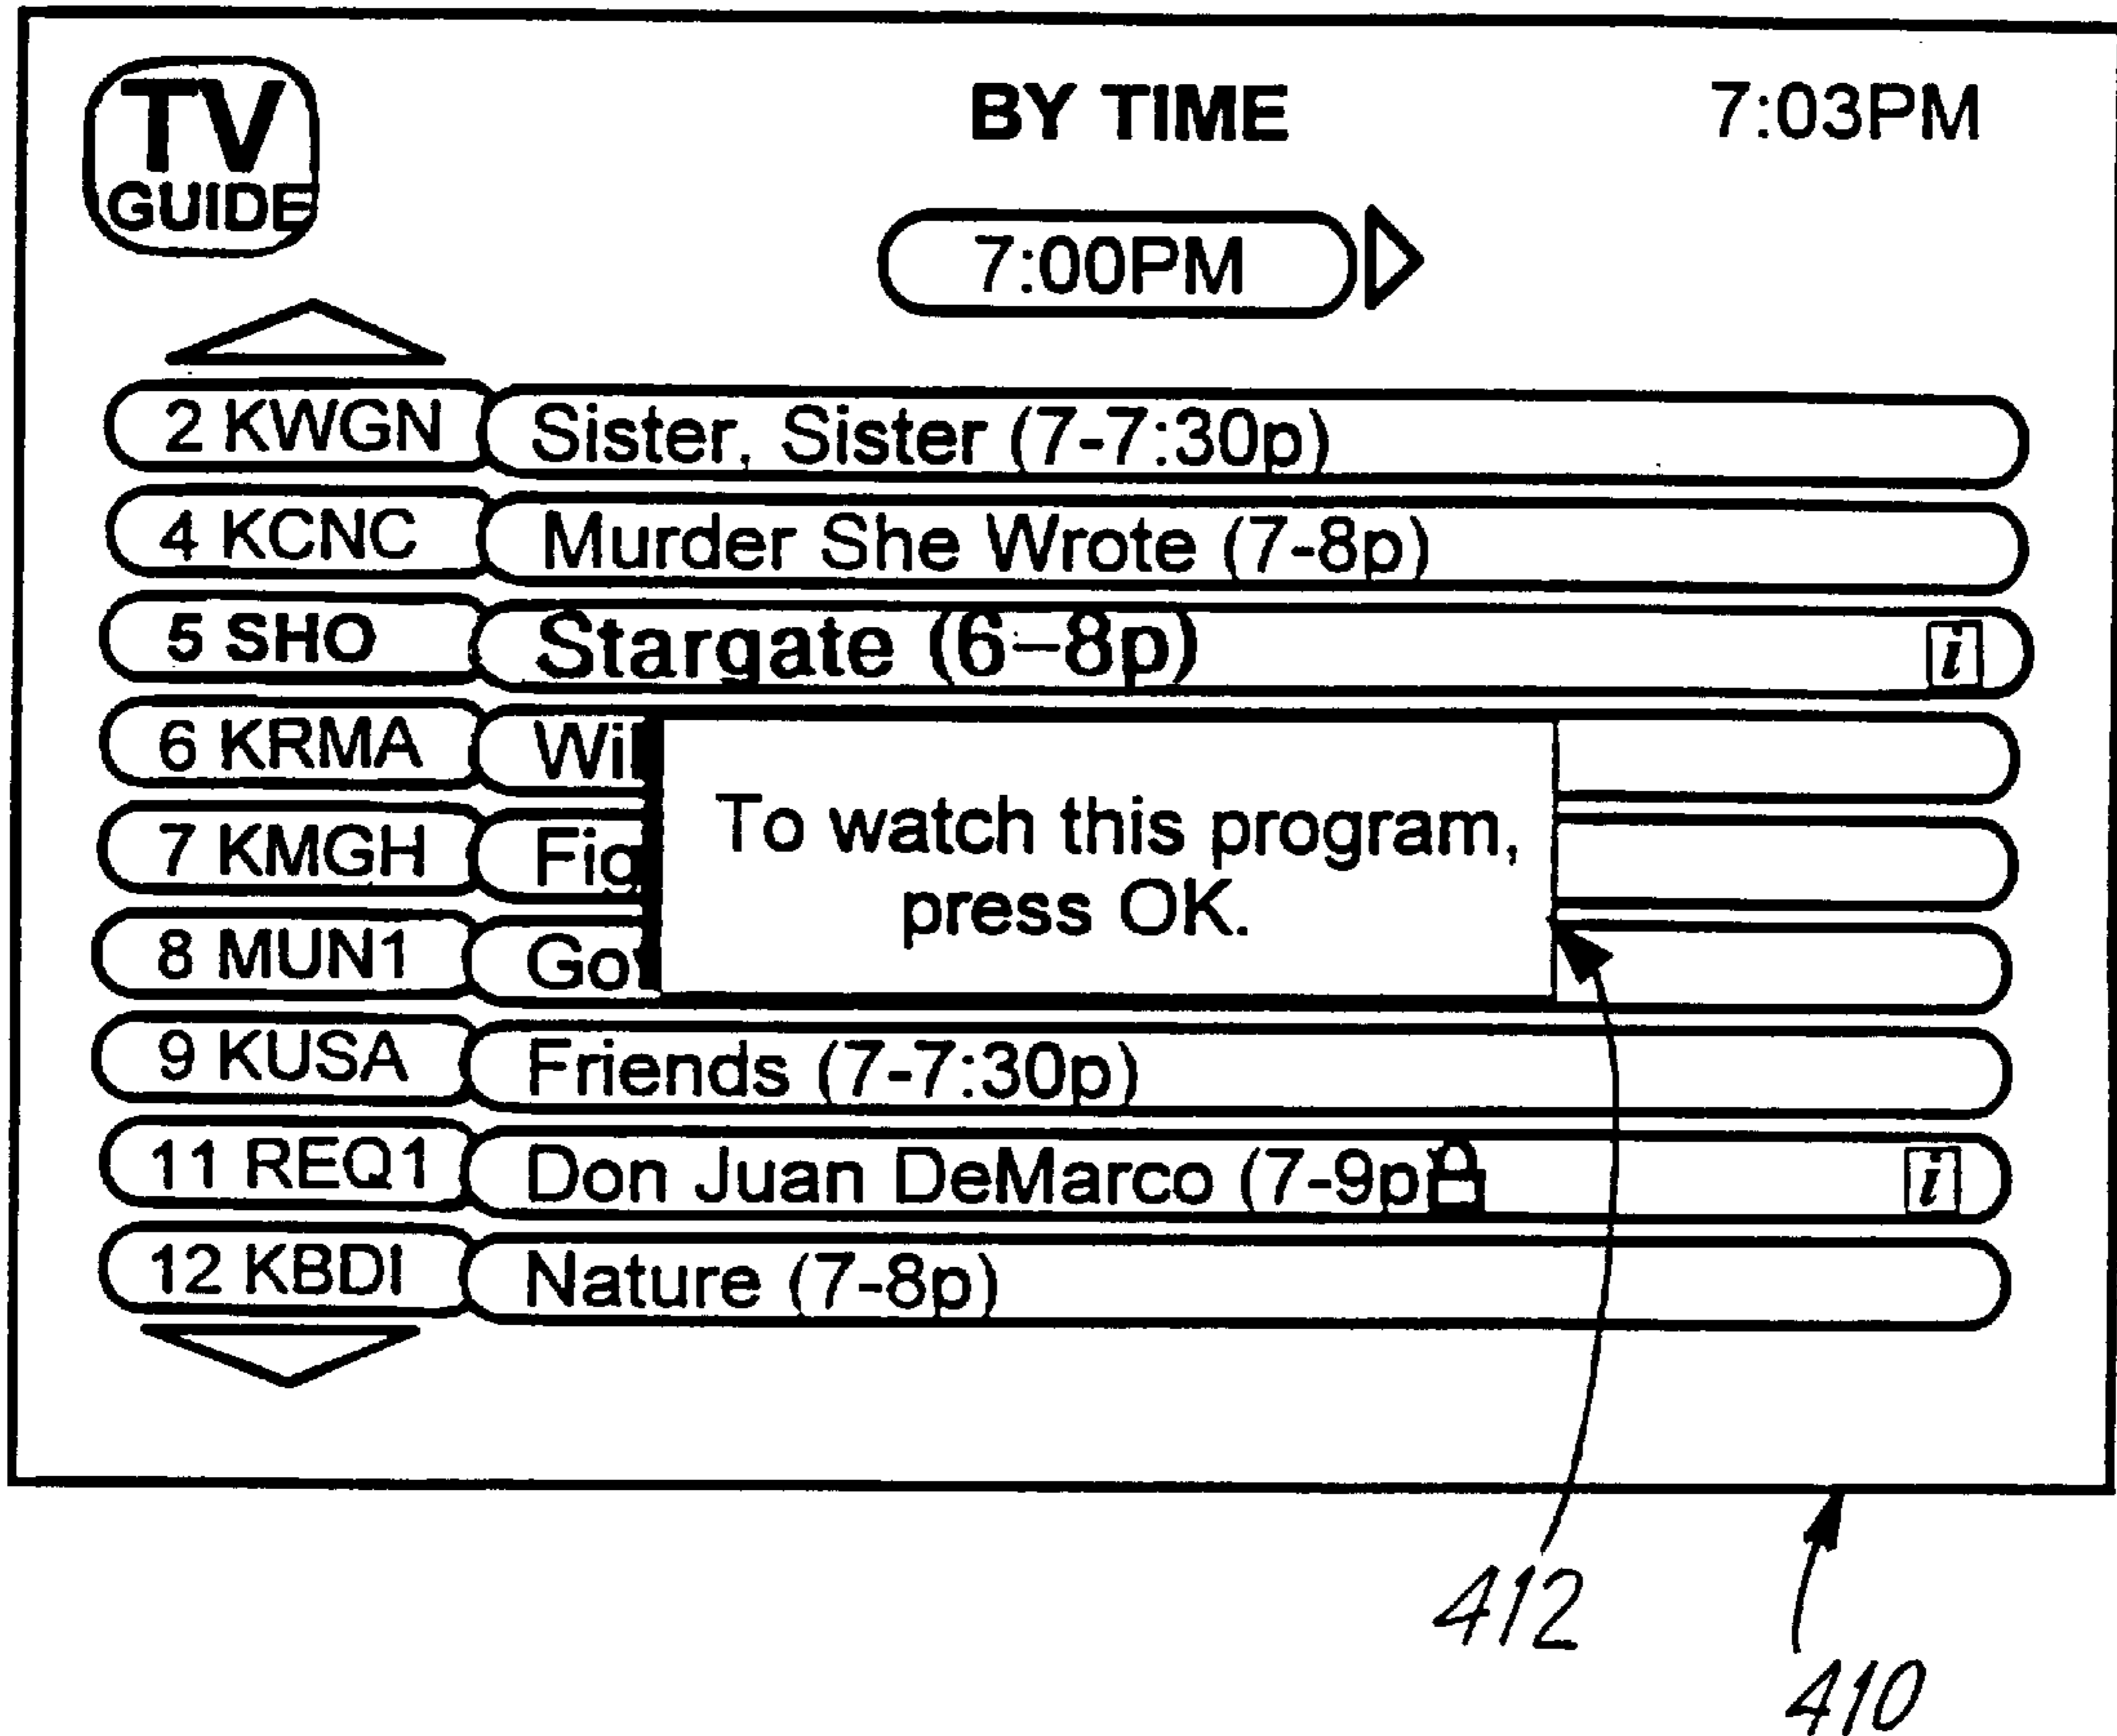 TV
GUIDE
BY TIME
7:03PM
7:00PM
2 KWGN Sister, Sister (7-7:30p)
4 KCNC Murder She Wrote (7-8p)
5 SHO Stargate (6–8p) i
6 KRMA
7 KMGH
8 MUN1
To watch this program,
press OK.
9 KUSA Friends (7-7:30p)
11 REQ1 Don Juan DeMarco (7-9p i
12 KBDI Nature (7-8p)
412
410